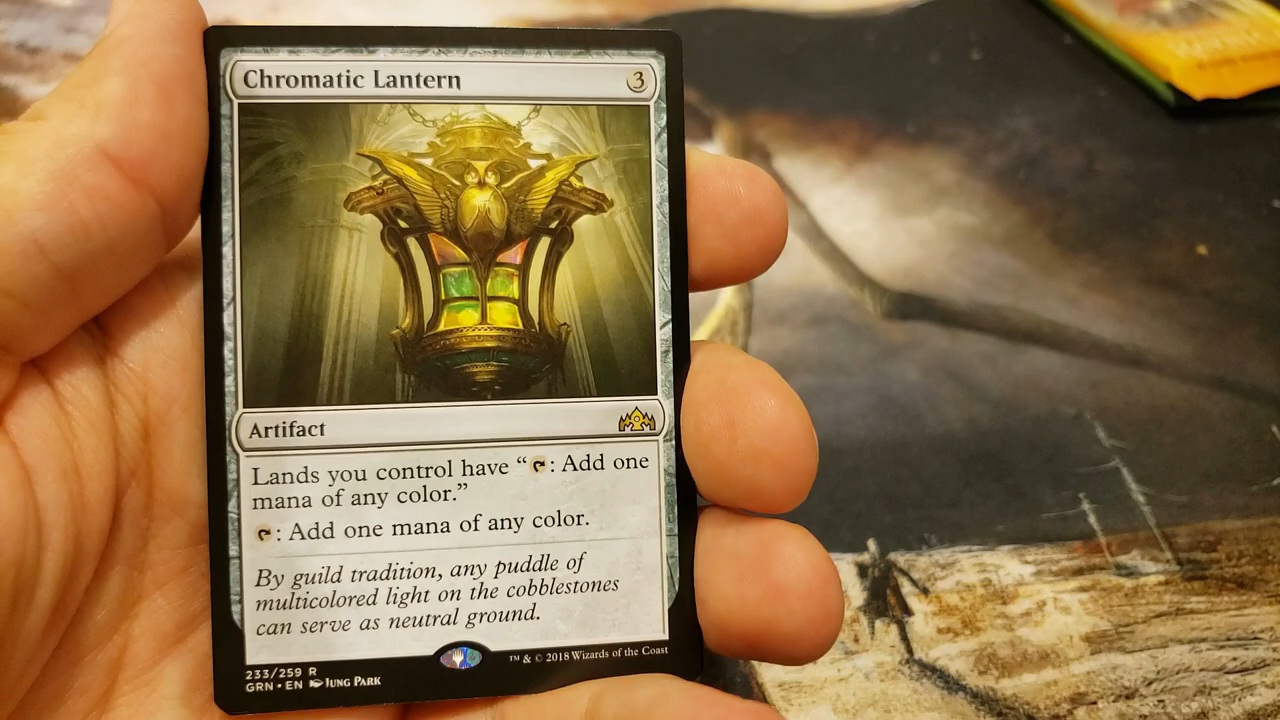 Chromatic Lantern 3
Artifact
Lands you control have “ : Add one
mana of any color.”
: Add one mana of any color.
By guild tradition, any puddle of
multicolored light on the cobblestones
can serve as neutral ground.
233/259 R
GRN • EN Jung Park
™ & © 2018 Wizards of the Coast